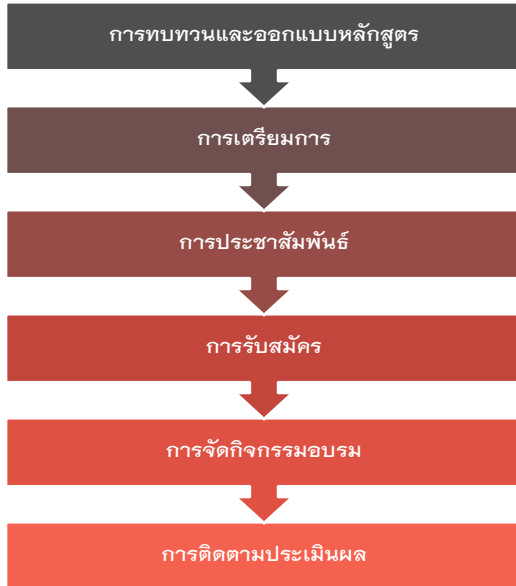 การทบทวนและออกแบบหลักสูตร
การเตรียมการ
การประชาสัมพันธ์
การรับสมัคร
การจัดกิจกรรมอบรม
การติดตามประเมินผล